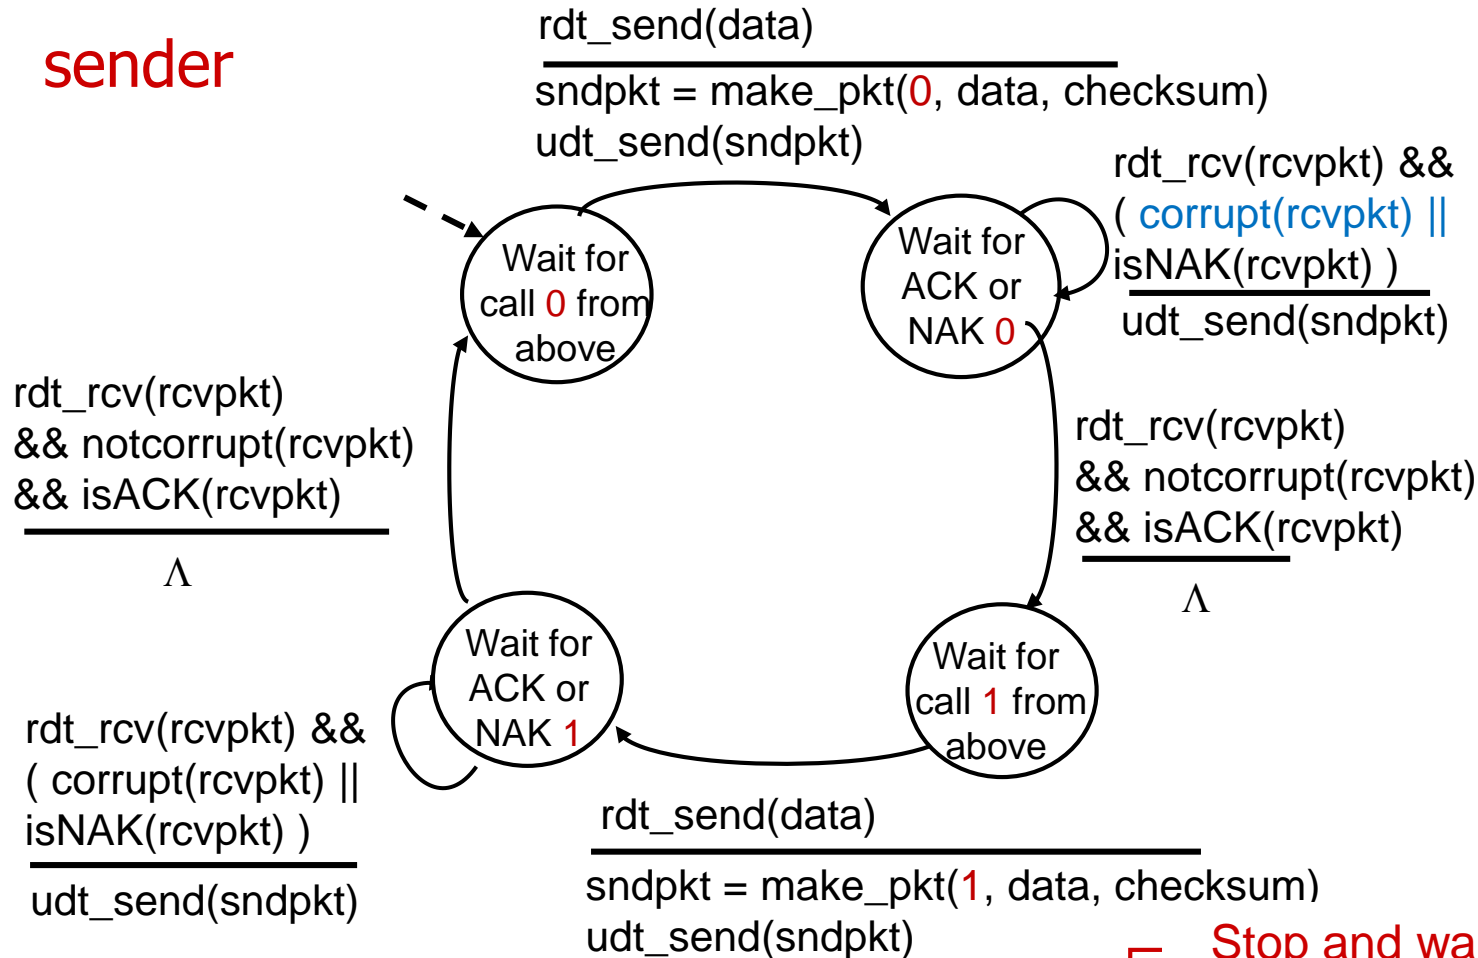 sender
rdt_send(data)
sndpkt = make_pkt(0, data, checksum)
udt_send(sndpkt)
rdt_rcv(rcvpkt) &&
( corrupt(rcvpkt) ||
isNAK(rcvpkt) )
udt_send(sndpkt)
Wait for
call 0 from
above
Wait for
ACK or
NAK 0
rdt_rcv(rcvpkt)
&& notcorrupt(rcvpkt)
&& isACK(rcvpkt)
Λ
rdt_rcv(rcvpkt)
&& notcorrupt(rcvpkt)
&& isACK(rcvpkt)
Λ
Wait for
ACK or
NAK 1
Wait for
call 1 from
above
rdt_rcv(rcvpkt) &&
( corrupt(rcvpkt) ||
isNAK(rcvpkt) )
udt_send(sndpkt)
rdt_send(data)
sndpkt = make_pkt(1, data, checksum)
udt_send(sndpkt)
Stop and wa